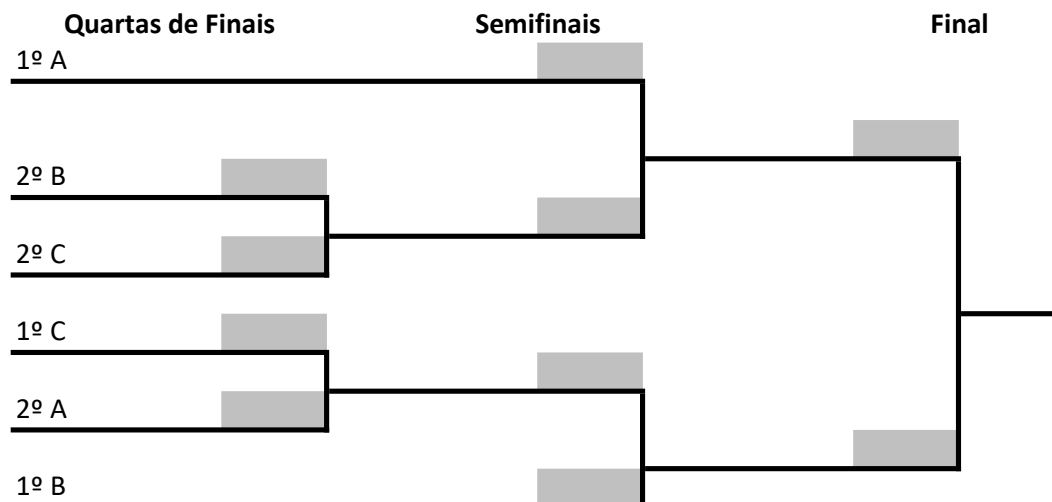 Quartas de Finais Semifinais Final
1º A
2º B
2º C
1º C
2º A
1º B